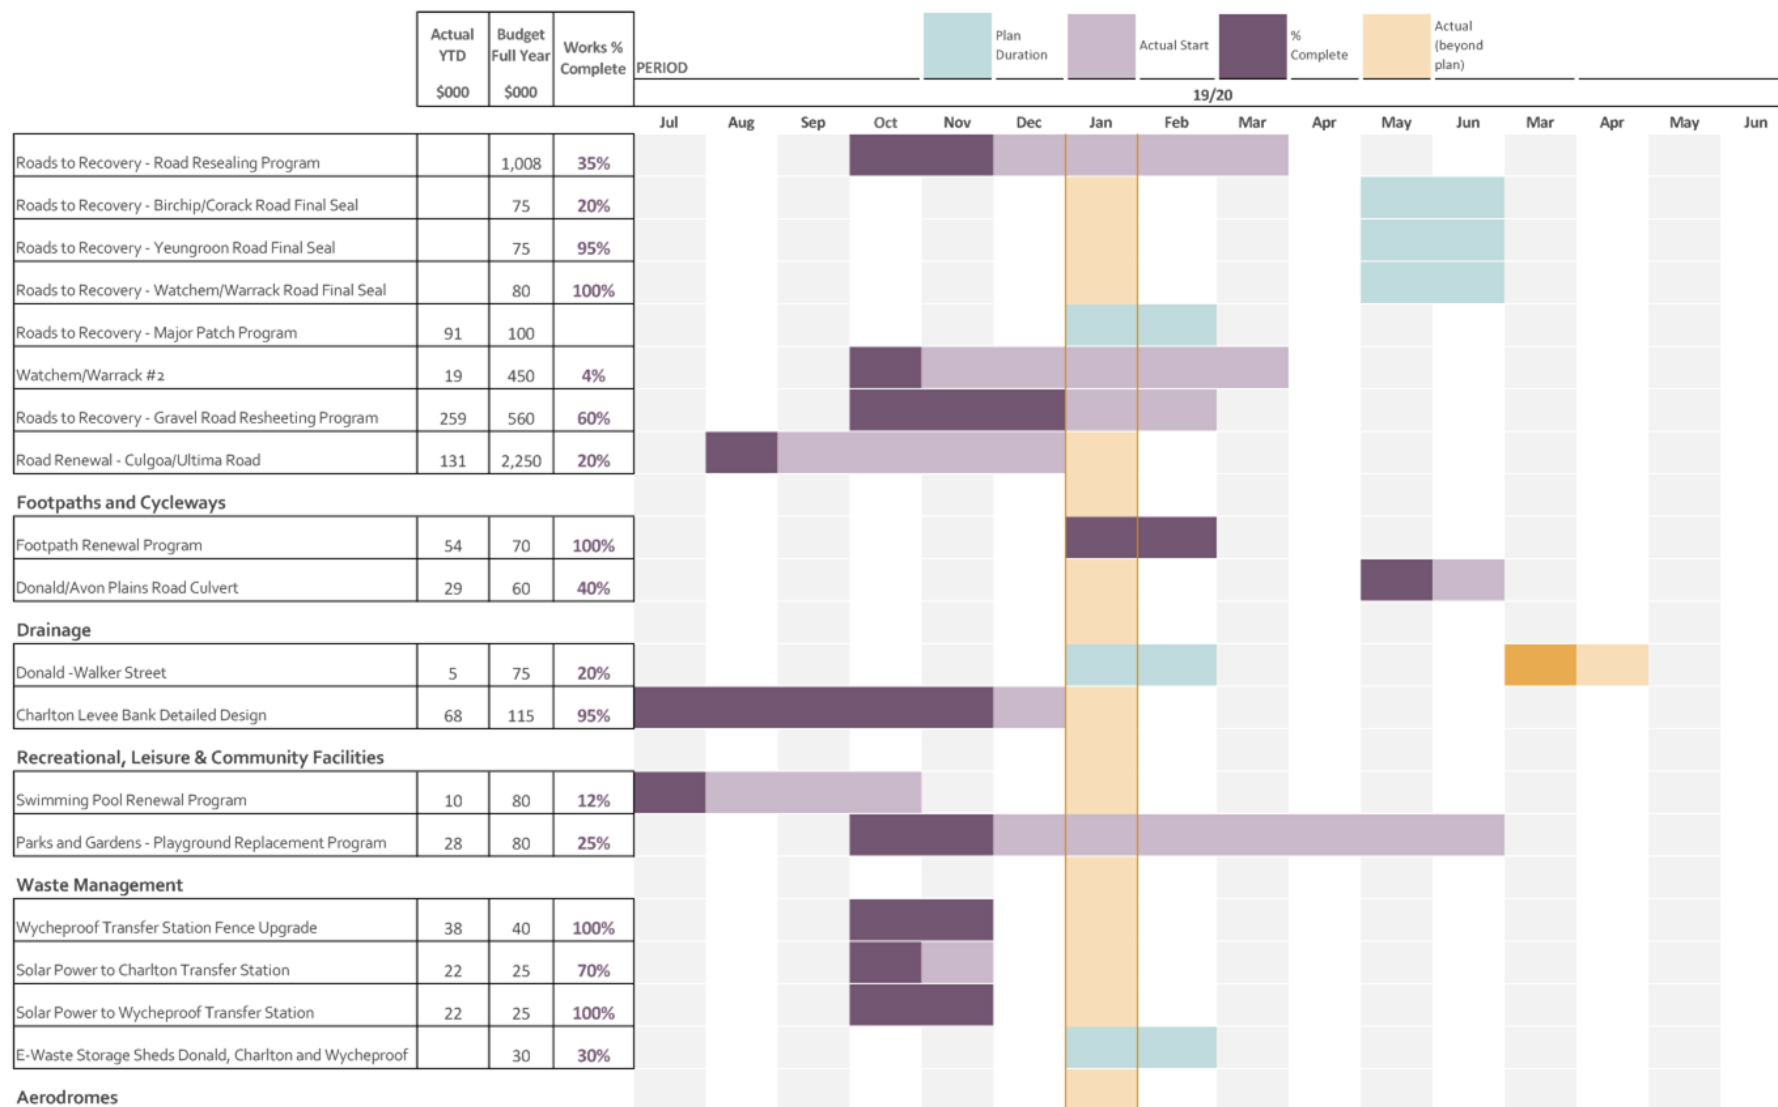 Actual YTD $000
Budget Full Year $000
Works % Complete
PERIOD
Plan Duration
Actual Start
% Complete
Actual (beyond plan)
19/20
Jul Aug Sep Oct Nov Dec Jan Feb Mar Apr May Jun Mar Apr May Jun
Roads to Recovery - Road Resealing Program 1,008 35%
Roads to Recovery - Birchip/Corack Road Final Seal 75 20%
Roads to Recovery - Yeungroon Road Final Seal 75 95%
Roads to Recovery - Watchem/Warrack Road Final Seal 80 100%
Roads to Recovery - Major Patch Program 91 100
Watchem/Warrack #2 19 450 4%
Roads to Recovery - Gravel Road Resheeting Program 259 560 60%
Road Renewal - Culgoa/Ultima Road 131 2,250 20%
Footpaths and Cycleways
Footpath Renewal Program 54 70 100%
Donald/Avon Plains Road Culvert 29 60 40%
Drainage
Donald -Walker Street 5 75 20%
Charlton Levee Bank Detailed Design 68 115 95%
Recreational, Leisure & Community Facilities
Swimming Pool Renewal Program 10 80 12%
Parks and Gardens - Playground Replacement Program 28 80 25%
Waste Management
Wycheproof Transfer Station Fence Upgrade 38 40 100%
Solar Power to Charlton Transfer Station 22 25 70%
Solar Power to Wycheproof Transfer Station 22 25 100%
E-Waste Storage Sheds Donald, Charlton and Wycheproof 30 30%
Aerodromes